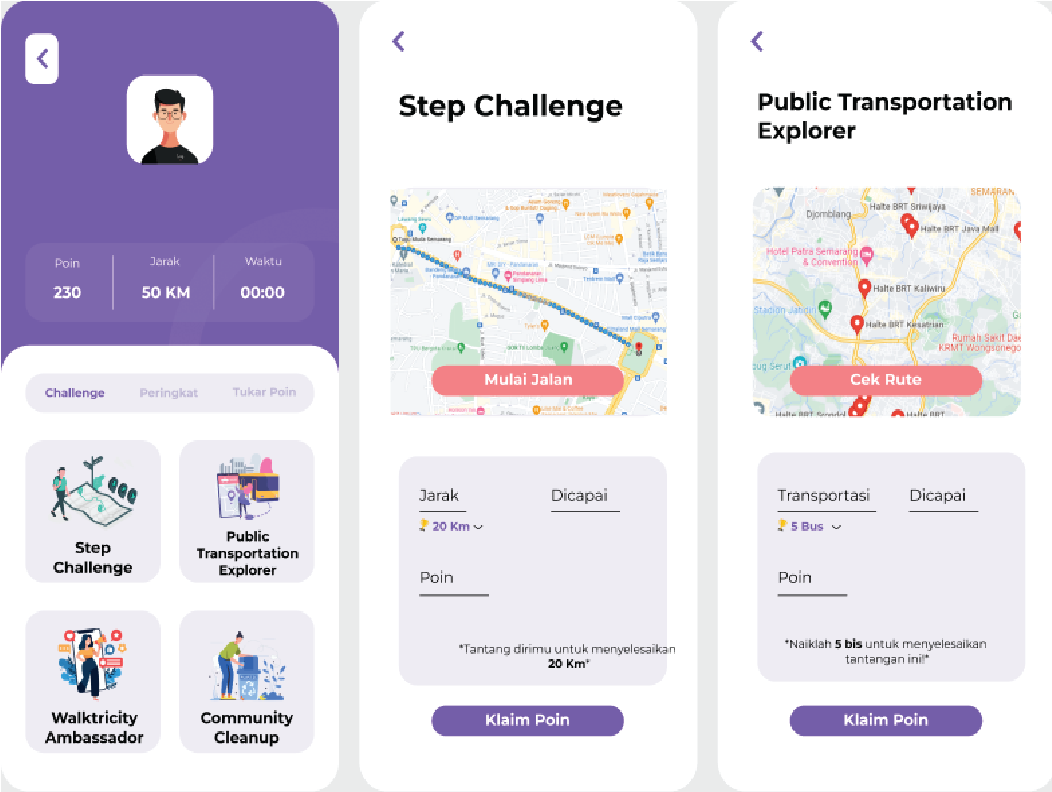 Poin
Jarak
Waktu
230
50 KM
00:00
Challenge
Peringkat
Tukar Poin
Step
Challenge
Public
Transportation
Explorer
Walktricity
Ambassador
Community
Cleanup
Step Challenge
Mulai Jalan
Jarak
Dicapai
20 Km
Poin
*Tantang dirimu untuk menyelesaikan
20 Km*
Klaim Poin
Public Transportation
Explorer
SEMARAN
Halte BRT Sriwijaya
Djomblang
Halte BRT Java Mall
Hotel Patra Semarang
& Convention
Halte BRT Kaliwiru
Stadion Jatidiri
Halte BRT Kesatrian
Rumah Sakit Dae
KRMT Wongsonego
Cek Rute
Halte BRT
Transportasi
Dicapai
5 Bus
Poin
*Naiklah 5 bis untuk menyelesaikan
tantangan ini!*
Klaim Poin